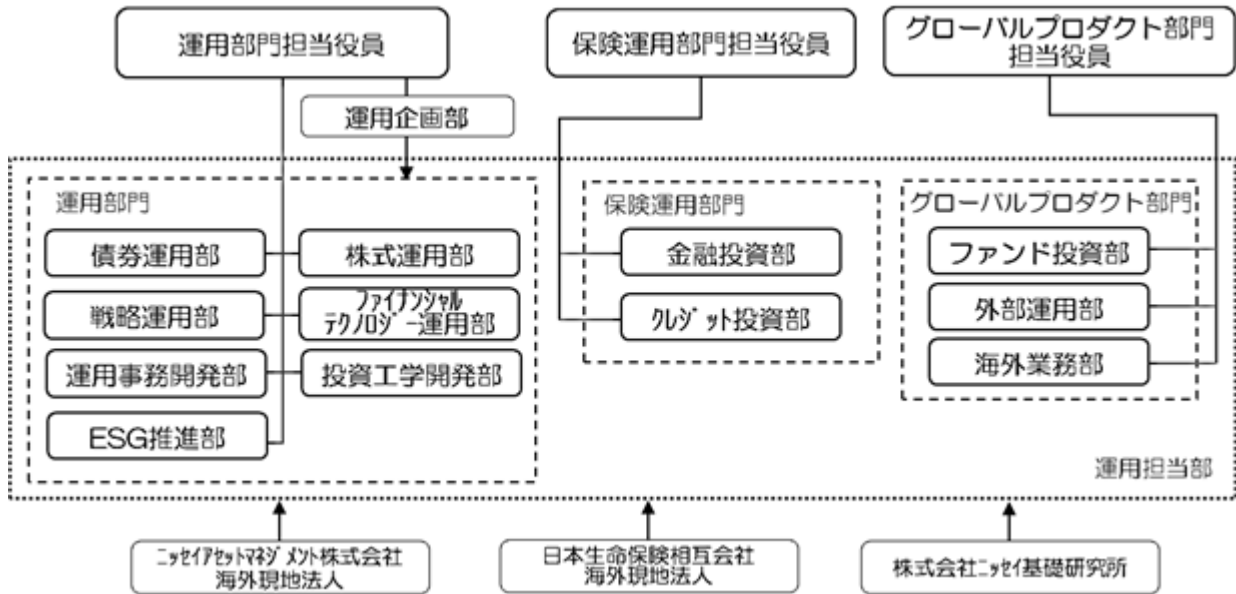 運用部門担当役員
保険運用部門担当役員
グローバルプロダクト部門
担当役員
運用企画部
運用部門
債券運用部
株式運用部
戦略運用部
ファイナンシャル
テクノロジー運用部
運用事務開発部
投資工学開発部
ESG推進部
保険運用部門
金融投資部
クレジット投資部
グローバルプロダクト部門
ファンド投資部
外部運用部
海外業務部
運用担当部
ニッセイアセットマネジメント株式会社
海外現地法人
日本生命保険相互会社
海外現地法人
株式会社ニッセイ基礎研究所